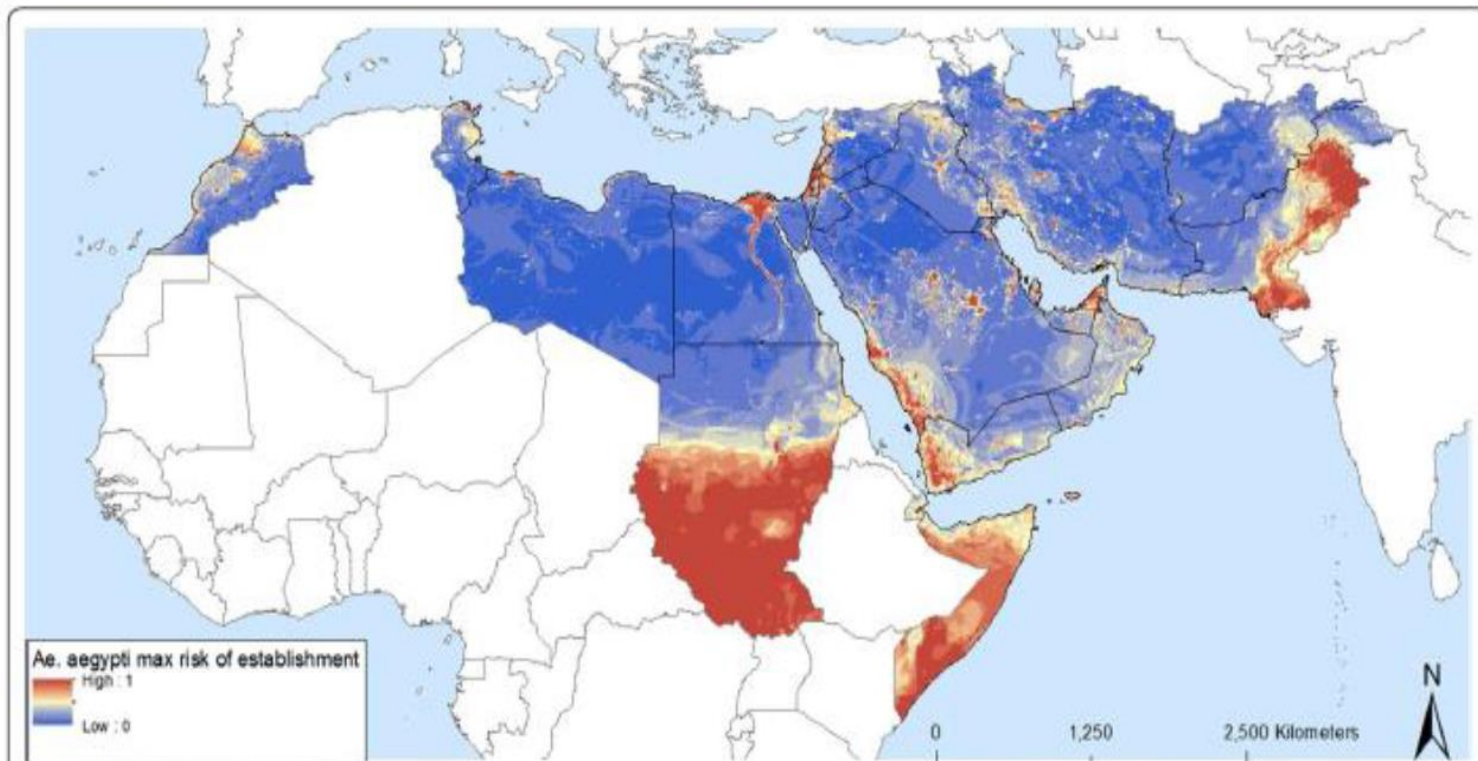 Ae. aegypti max risk of establishment
High : 1
Low : 0
N
0 1,250 2,500 Kilometers